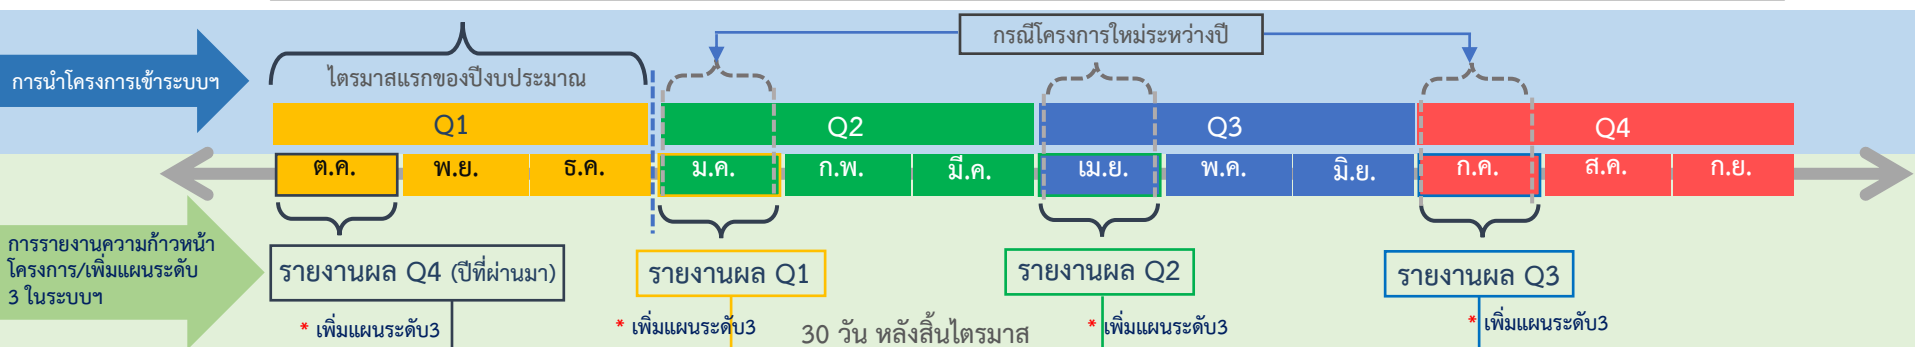 กรณีโครงการใหม่ระหว่างปี
การนำโครงการเข้าระบบฯ
ไตรมาสแรกของปีงบประมาณ
Q1 Q2 Q3 Q4
ต.ค. พ.ย. ธ.ค. ม.ค. ก.พ. มี.ค. เม.ย. พ.ค. มิ.ย. ก.ค. ส.ค. ก.ย.
การรายงานความก้าวหน้า
โครงการ/เพิ่มแผนระดับ
3 ในระบบฯ
รายงานผล Q4 (ปีที่ผ่านมา) รายงานผล Q1 รายงานผล Q2 รายงานผล Q3
* เพิ่มแผนระดับ3 * เพิ่มแผนระดับ3 * เพิ่มแผนระดับ3 * เพิ่มแผนระดับ3
30 วัน หลังสิ้นไตรมาส